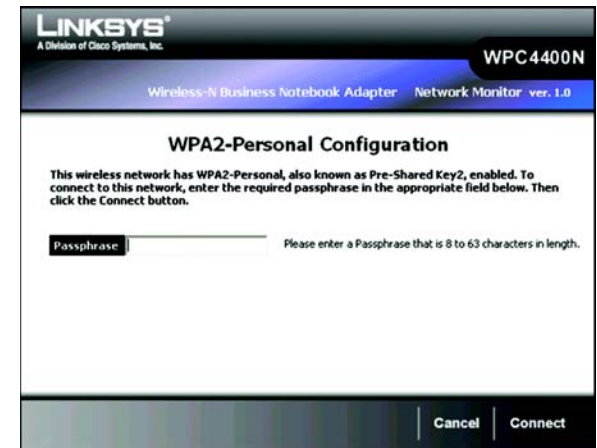 LINKSYS®
A Division of Cisco Systems, Inc.
WPC4400N
Wireless-N Business Notebook Adapter Network Monitor ver. 1.0
WPA2-Personal Configuration
This wireless network has WPA2-Personal, also known as Pre-Shared Key2, enabled. To
connect to this network, enter the required passphrase in the appropriate field below. Then
click the Connect button.
Passphrase Please enter a Passphrase that is 8 to 63 characters in length.
Cancel Connect